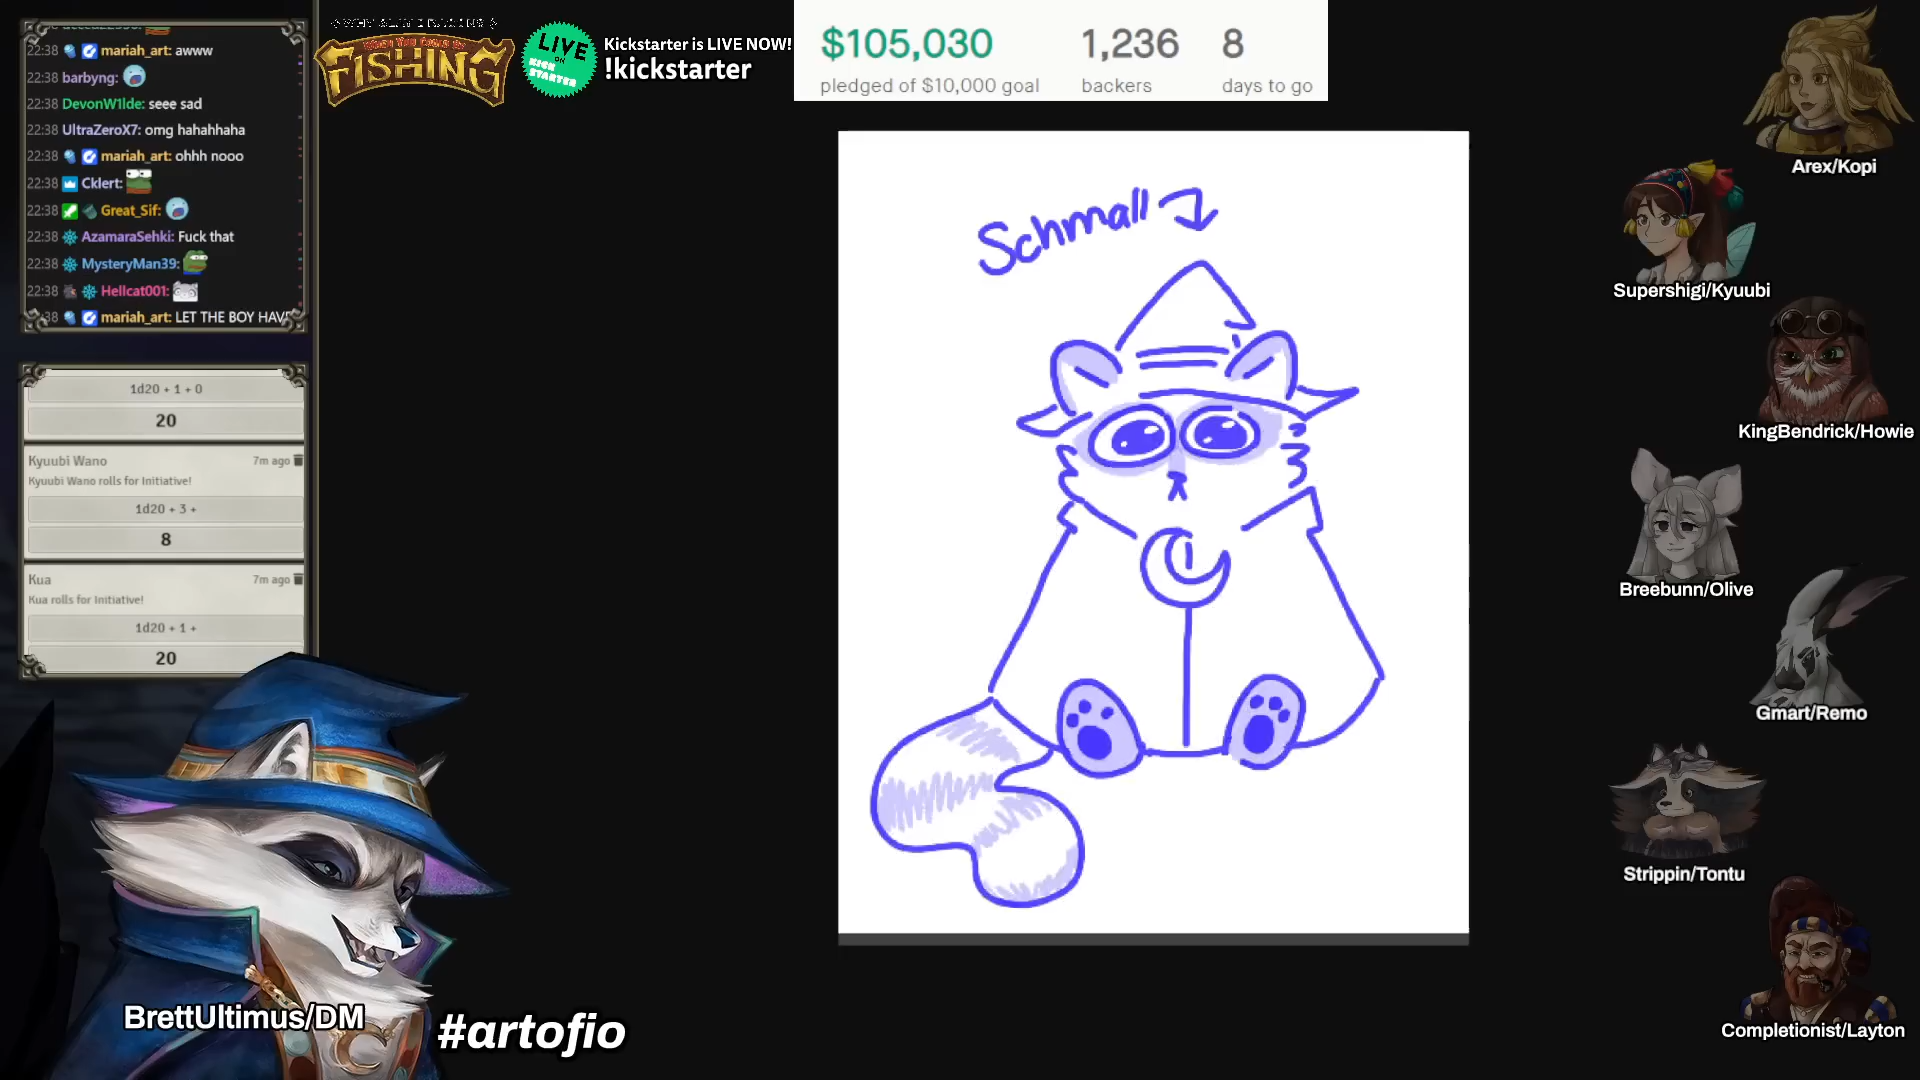 22:38 mariah_art: awww
22:38 barbyng:
22:38 DevonW1lde: seee sad
22:38 UltraZeroX7: omg hahahhaha
22:38 mariah_art: ohhh nooo
22:38 Cklert:
22:38 Great_Sif:
22:38 AzamaraSehki: Fuck that
22:38 MysteryMan39:
22:38 Hellcat001:
:38 mariah_art: LET THE BOY HAVE
1d20 + 1 + 0
20
Kyuubi Wano 7m ago
Kyuubi Wano rolls for Initiative!
1d20 + 3 +
8
Kua 7m ago
Kua rolls for Initiative!
1d20 + 1 +
20
FISHING
LIVE
ON
KICK
STARTER
Kickstarter is LIVE NOW!
!kickstarter
$105,030
pledged of $10,000 goal
1,236
backers
8
days to go
Schmall
Arex/Kopi
Supershigi/Kyuubi
KingBendrick/Howie
Breebunn/Olive
Gmart/Remo
Strippin/Tontu
Completionist/Layton
BrettUltimus/DM
#artofio